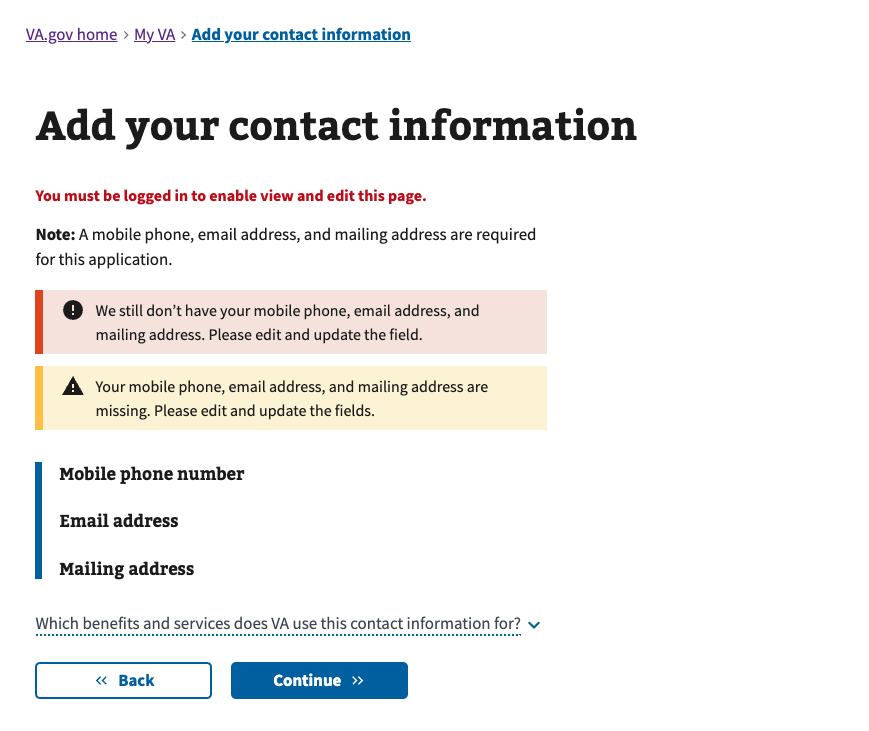 VA.gov home › My VA › Add your contact information
Add your contact information
You must be logged in to enable view and edit this page.
Note: A mobile phone, email address, and mailing address are required
for this application.
We still don’t have your mobile phone, email address, and
mailing address. Please edit and update the field.
Your mobile phone, email address, and mailing address are
missing. Please edit and update the fields.
Mobile phone number
Email address
Mailing address
Which benefits and services does VA use this contact information for?
« Back
Continue »